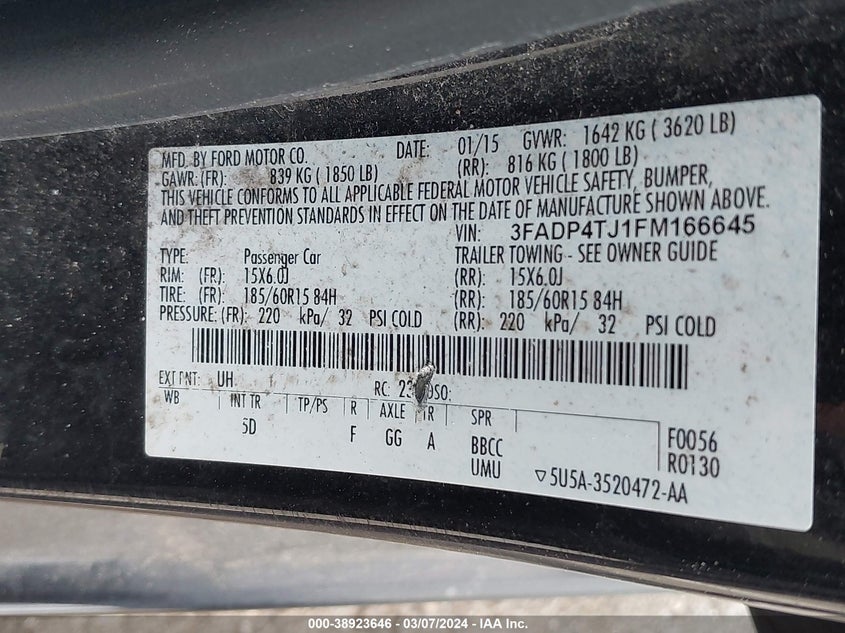 MFD. BY FORD MOTOR CO. DATE: 01/15 GVWR: 1642 KG ( 3620 LB)
GAWR: (FR): 839 KG ( 1850 LB) (RR): 816 KG ( 1800 LB)
THIS VEHICLE CONFORMS TO ALL APPLICABLE FEDERAL MOTOR VEHICLE SAFETY, BUMPER,
AND THEFT PREVENTION STANDARDS IN EFFECT ON THE DATE OF MANUFACTURE SHOWN ABOVE.
VIN: 3FADP4TJ1FM166645
TYPE: Passenger Car TRAILER TOWING - SEE OWNER GUIDE
RIM: (FR): 15X6.0J (RR): 15X6.0J
TIRE: (FR): 185/60R15 84H (RR): 185/60R15 84H
PRESSURE: (FR): 220 kPa/ 32 PSI COLD (RR): 220 kPa/ 32 PSI COLD
EXT PNT: UH RC: DSO:
WB INT TR TP/PS R AXLE TR SPR
5D F GG A BBCC F0056
UMU R0130
5U5A-3520472-AA
000-38923646 - 03/07/2024 - IAA Inc.